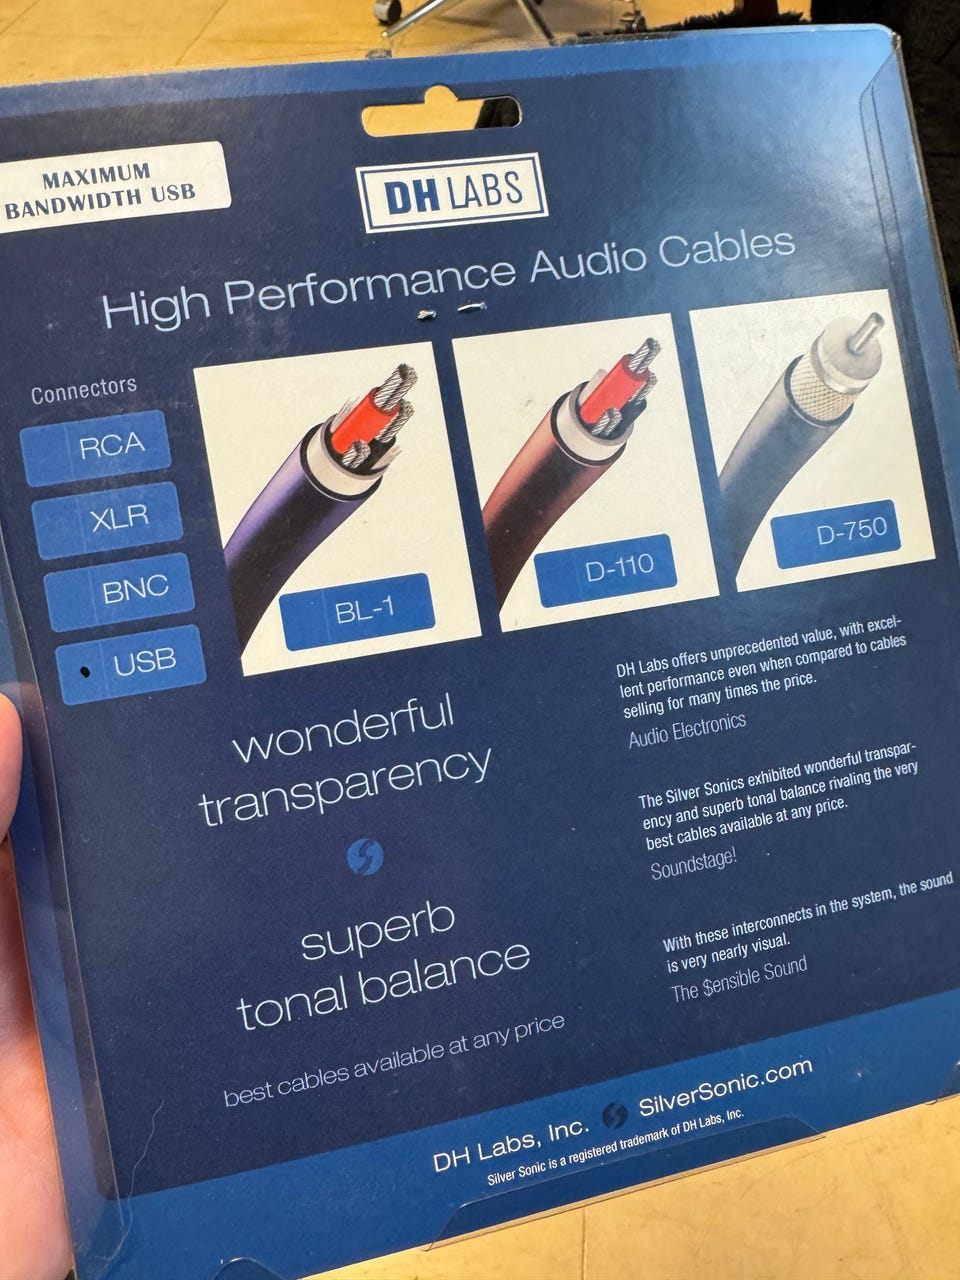 MAXIMUM
BANDWIDTH USB
DH LABS
High Performance Audio Cables
Connectors
RCA
XLR
BNC
USB
BL-1
D-110
D-750
wonderful
transparency
superb
tonal balance
best cables available at any price
DH Labs offers unprecedented value, with excel-
lent performance even when compared to cables
selling for many times the price.
Audio Electronics
The Silver Sonics exhibited wonderful transpar-
ency and superb tonal balance rivaling the very
best cables available at any price.
Soundstage!
With these interconnects in the system, the sound
is very nearly visual.
The $ensible Sound
DH Labs, Inc. SilverSonic.com
Silver Sonic is a registered trademark of DH Labs, Inc.